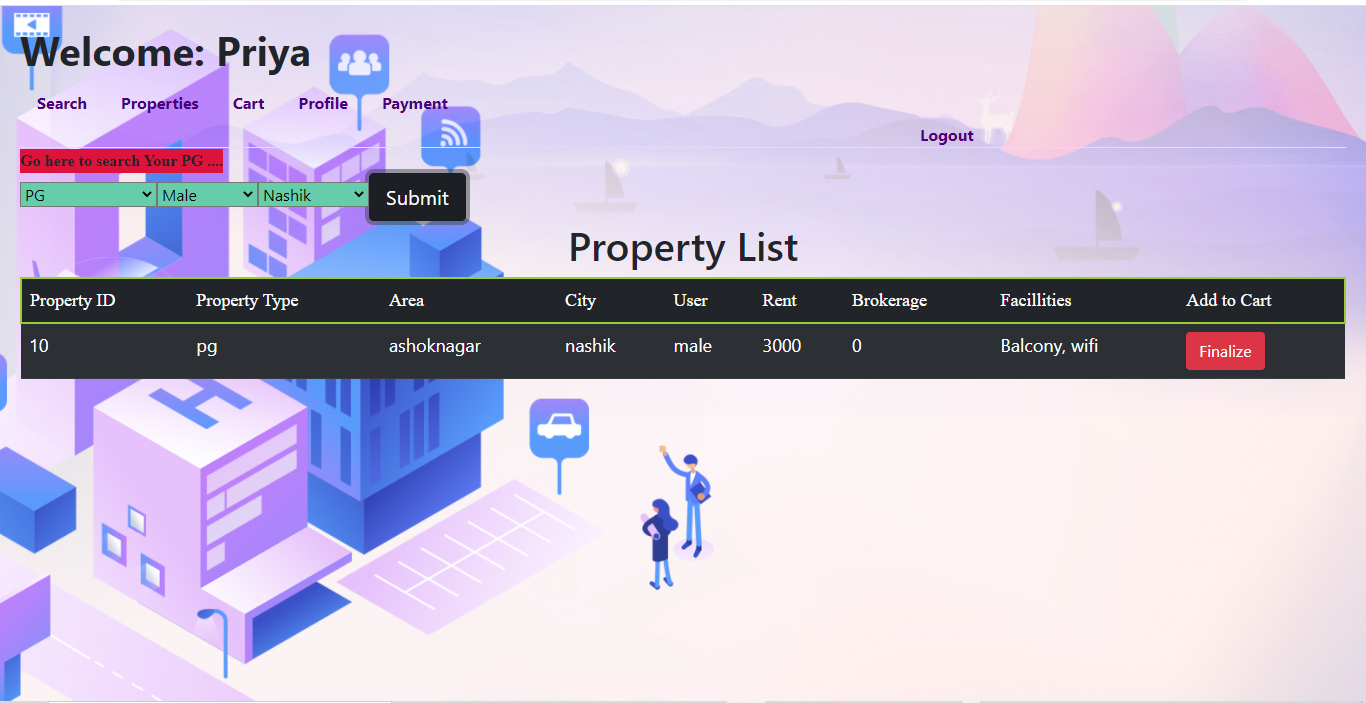 Welcome: Priya
Search Properties Cart Profile Payment
Logout
Go here to search Your PG ....
PG Male Nashik Submit
Property List
Property ID Property Type Area City User Rent Brokerage Facillities Add to Cart
10 pg ashoknagar nashik male 3000 0 Balcony, wifi Finalize
H